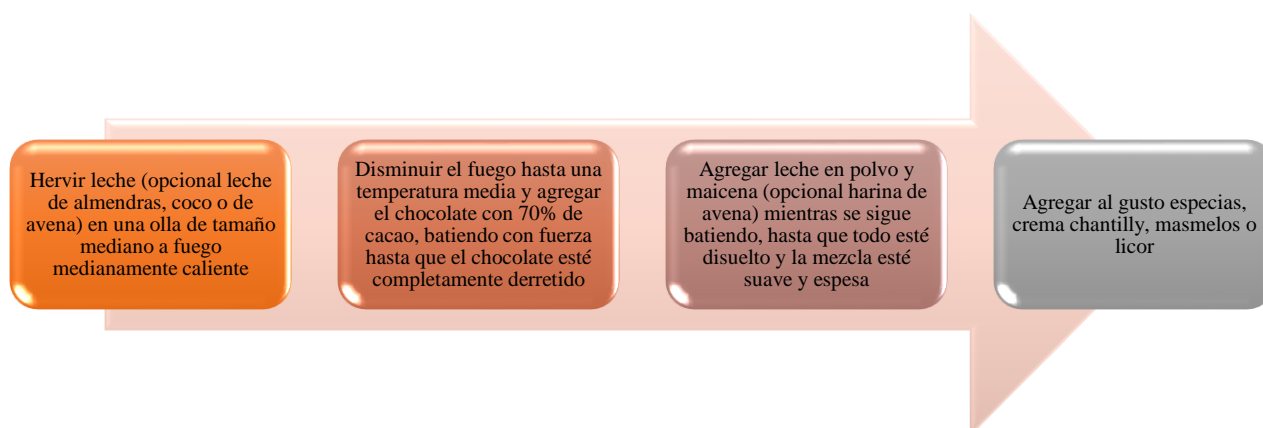 Hervir leche (opcional leche
de almendras, coco o de
avena) en una olla de tamaño
mediano a fuego
medianamente caliente
Disminuir el fuego hasta una
temperatura media y agregar
el chocolate con 70% de
cacao, batiendo con fuerza
hasta que el chocolate esté
completamente derretido
Agregar leche en polvo y
maicena (opcional harina de
avena) mientras se sigue
batiendo, hasta que todo esté
disuelto y la mezcla esté
suave y espesa
Agregar al gusto especias,
crema chantilly, masmelos o
licor